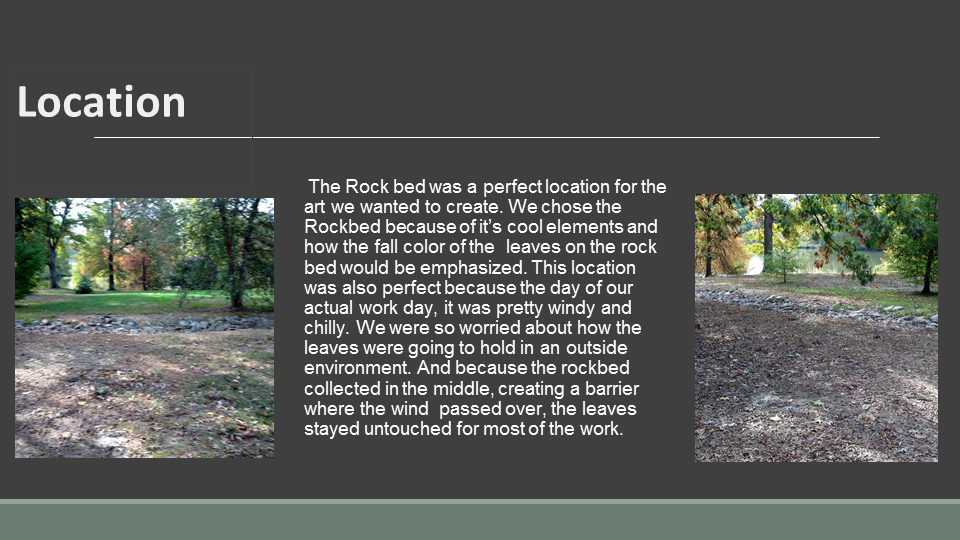 Location
The Rock bed was a perfect location for the
art we wanted to create. We chose the
Rockbed because of it's cool elements and
how the fall color of the  leaves on the rock
bed would be emphasized. This location
was also perfect because the day of our
actual work day, it was pretty windy and
chilly. We were so worried about how the
leaves were going to hold in an outside
environment. And because the rockbed
collected in the middle, creating a barrier
where the wind  passed over, the leaves
stayed untouched for most of the work.